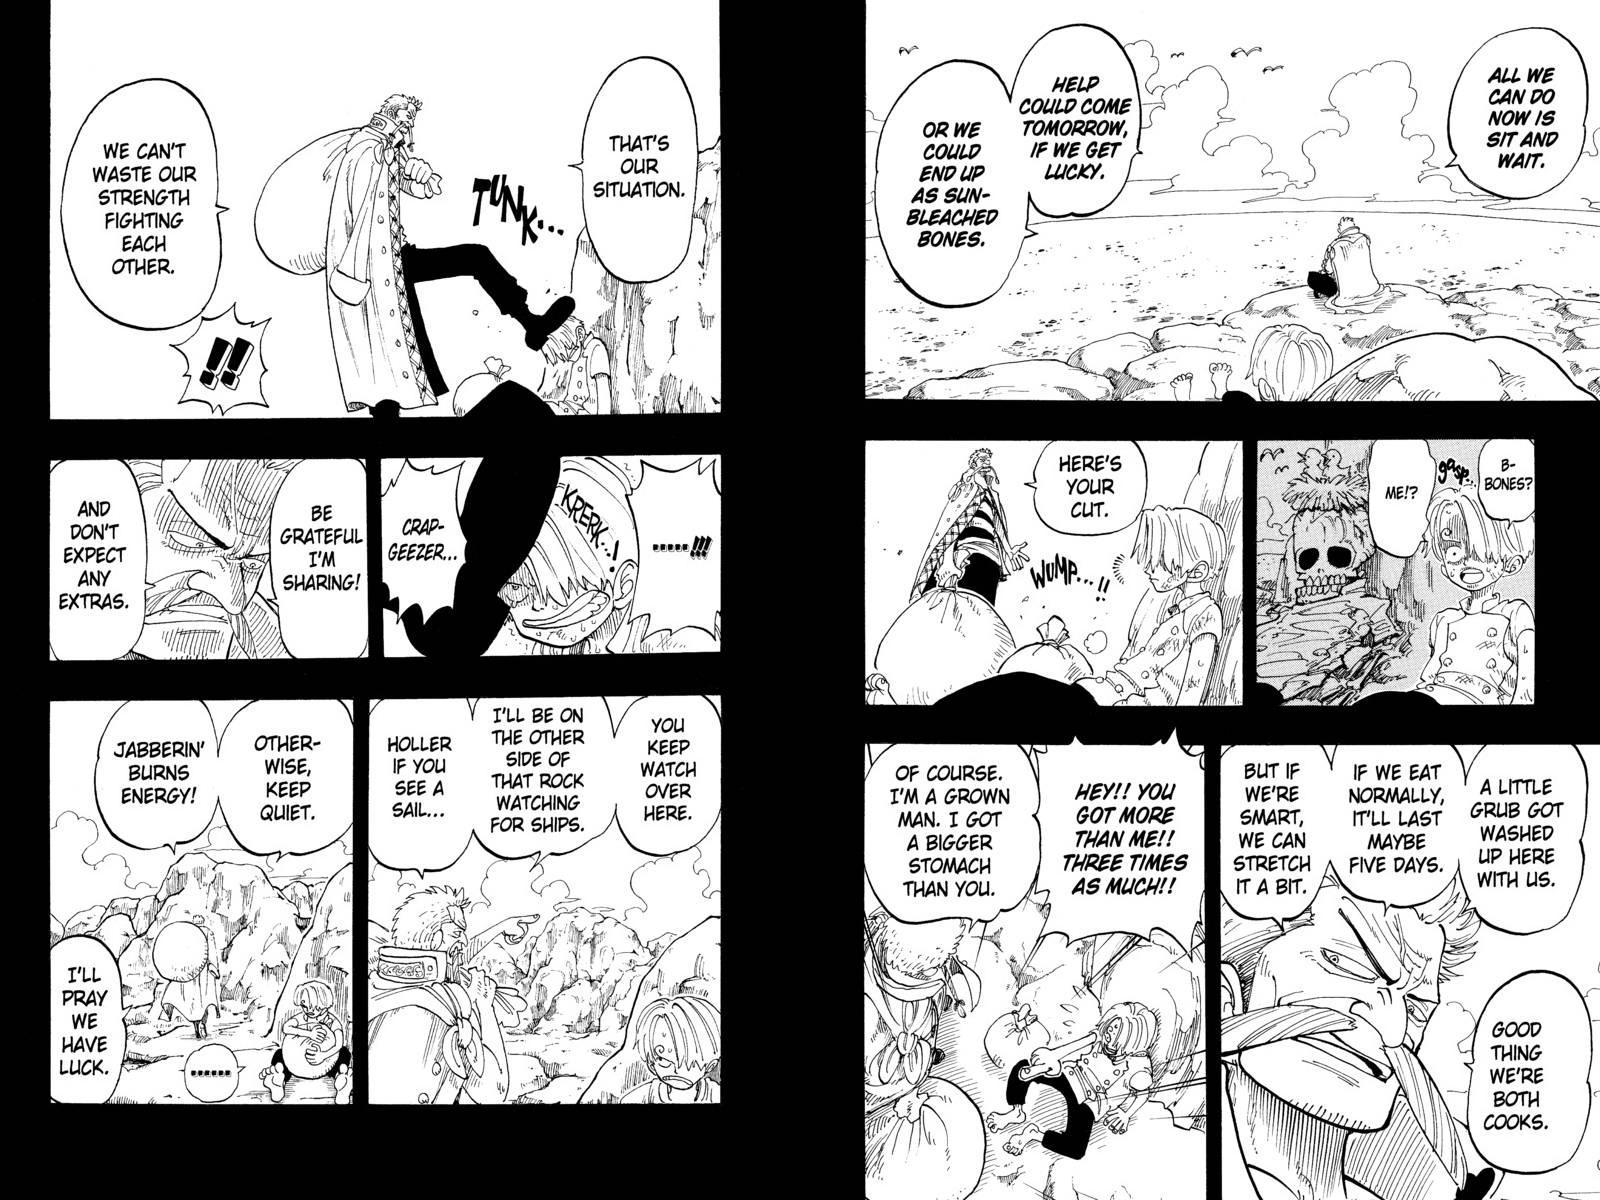 ALL WE
CAN DO
NOW IS
SIT AND
WAIT.
HELP
COULD COME
TOMORROW,
IF WE GET
LUCKY.
OR WE
COULD
END UP
AS SUN-
BLEACHED
BONES.
B-
BONES?
gasp...
ME!?
HERE'S
YOUR
CUT.
WUMP...!!
A LITTLE
GRUB GOT
WASHED
UP HERE
WITH US.
IF WE EAT
NORMALLY,
IT'LL LAST
MAYBE
FIVE DAYS.
BUT IF
WE'RE
SMART,
WE CAN
STRETCH
IT A BIT.
GOOD
THING
WE'RE
BOTH
COOKS.
HEY!! YOU
GOT MORE
THAN ME!!
THREE TIMES
AS MUCH!!
OF COURSE.
I'M A GROWN
MAN. I GOT
A BIGGER
STOMACH
THAN YOU.
THAT'S
OUR
SITUATION.
TUNK...
WE CAN'T
WASTE OUR
STRENGTH
FIGHTING
EACH
OTHER.
!!
......!!!
KRERK...!
CRAP-
GEEZER...
BE
GRATEFUL
I'M
SHARING!
AND
DON'T
EXPECT
ANY
EXTRAS.
YOU
KEEP
WATCH
OVER
HERE.
I'LL BE ON
THE OTHER
SIDE OF
THAT ROCK
WATCHING
FOR SHIPS.
HOLLER
IF YOU
SEE A
SAIL...
OTHER-
WISE,
KEEP
QUIET.
JABBERIN'
BURNS
ENERGY!
I'LL
PRAY
WE
HAVE
LUCK.
......